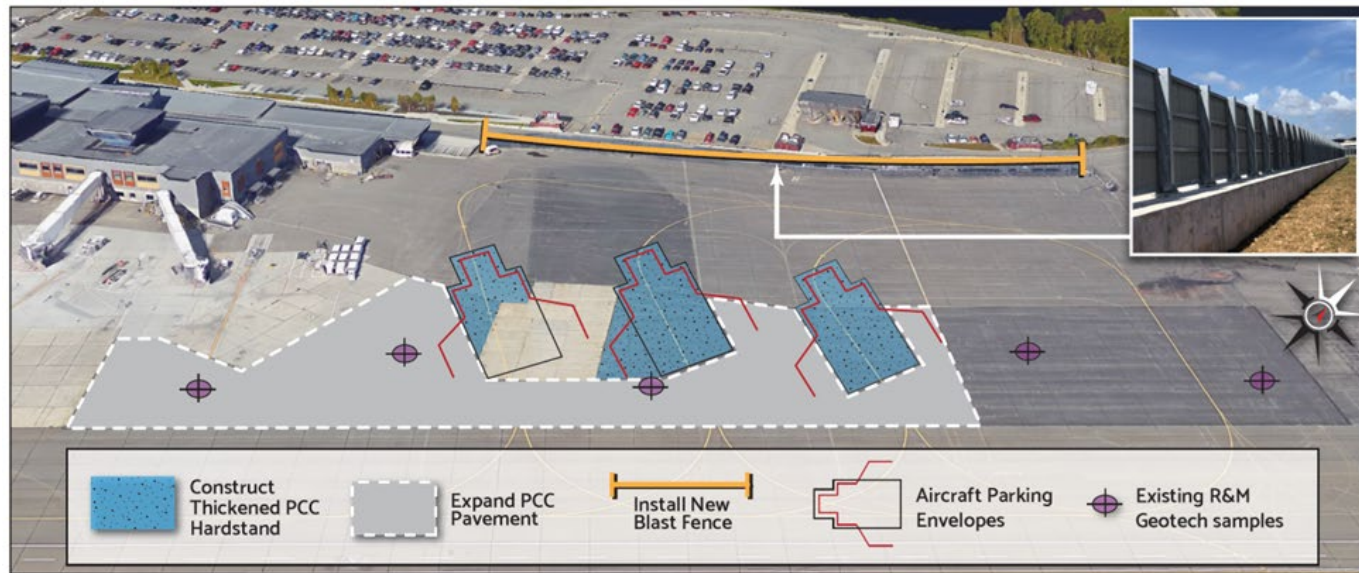 Construct
Thickened PCC
Hardstand
Expand PCC
Pavement
Install New
Blast Fence
Aircraft Parking
Envelopes
Existing R&M
Geotech samples